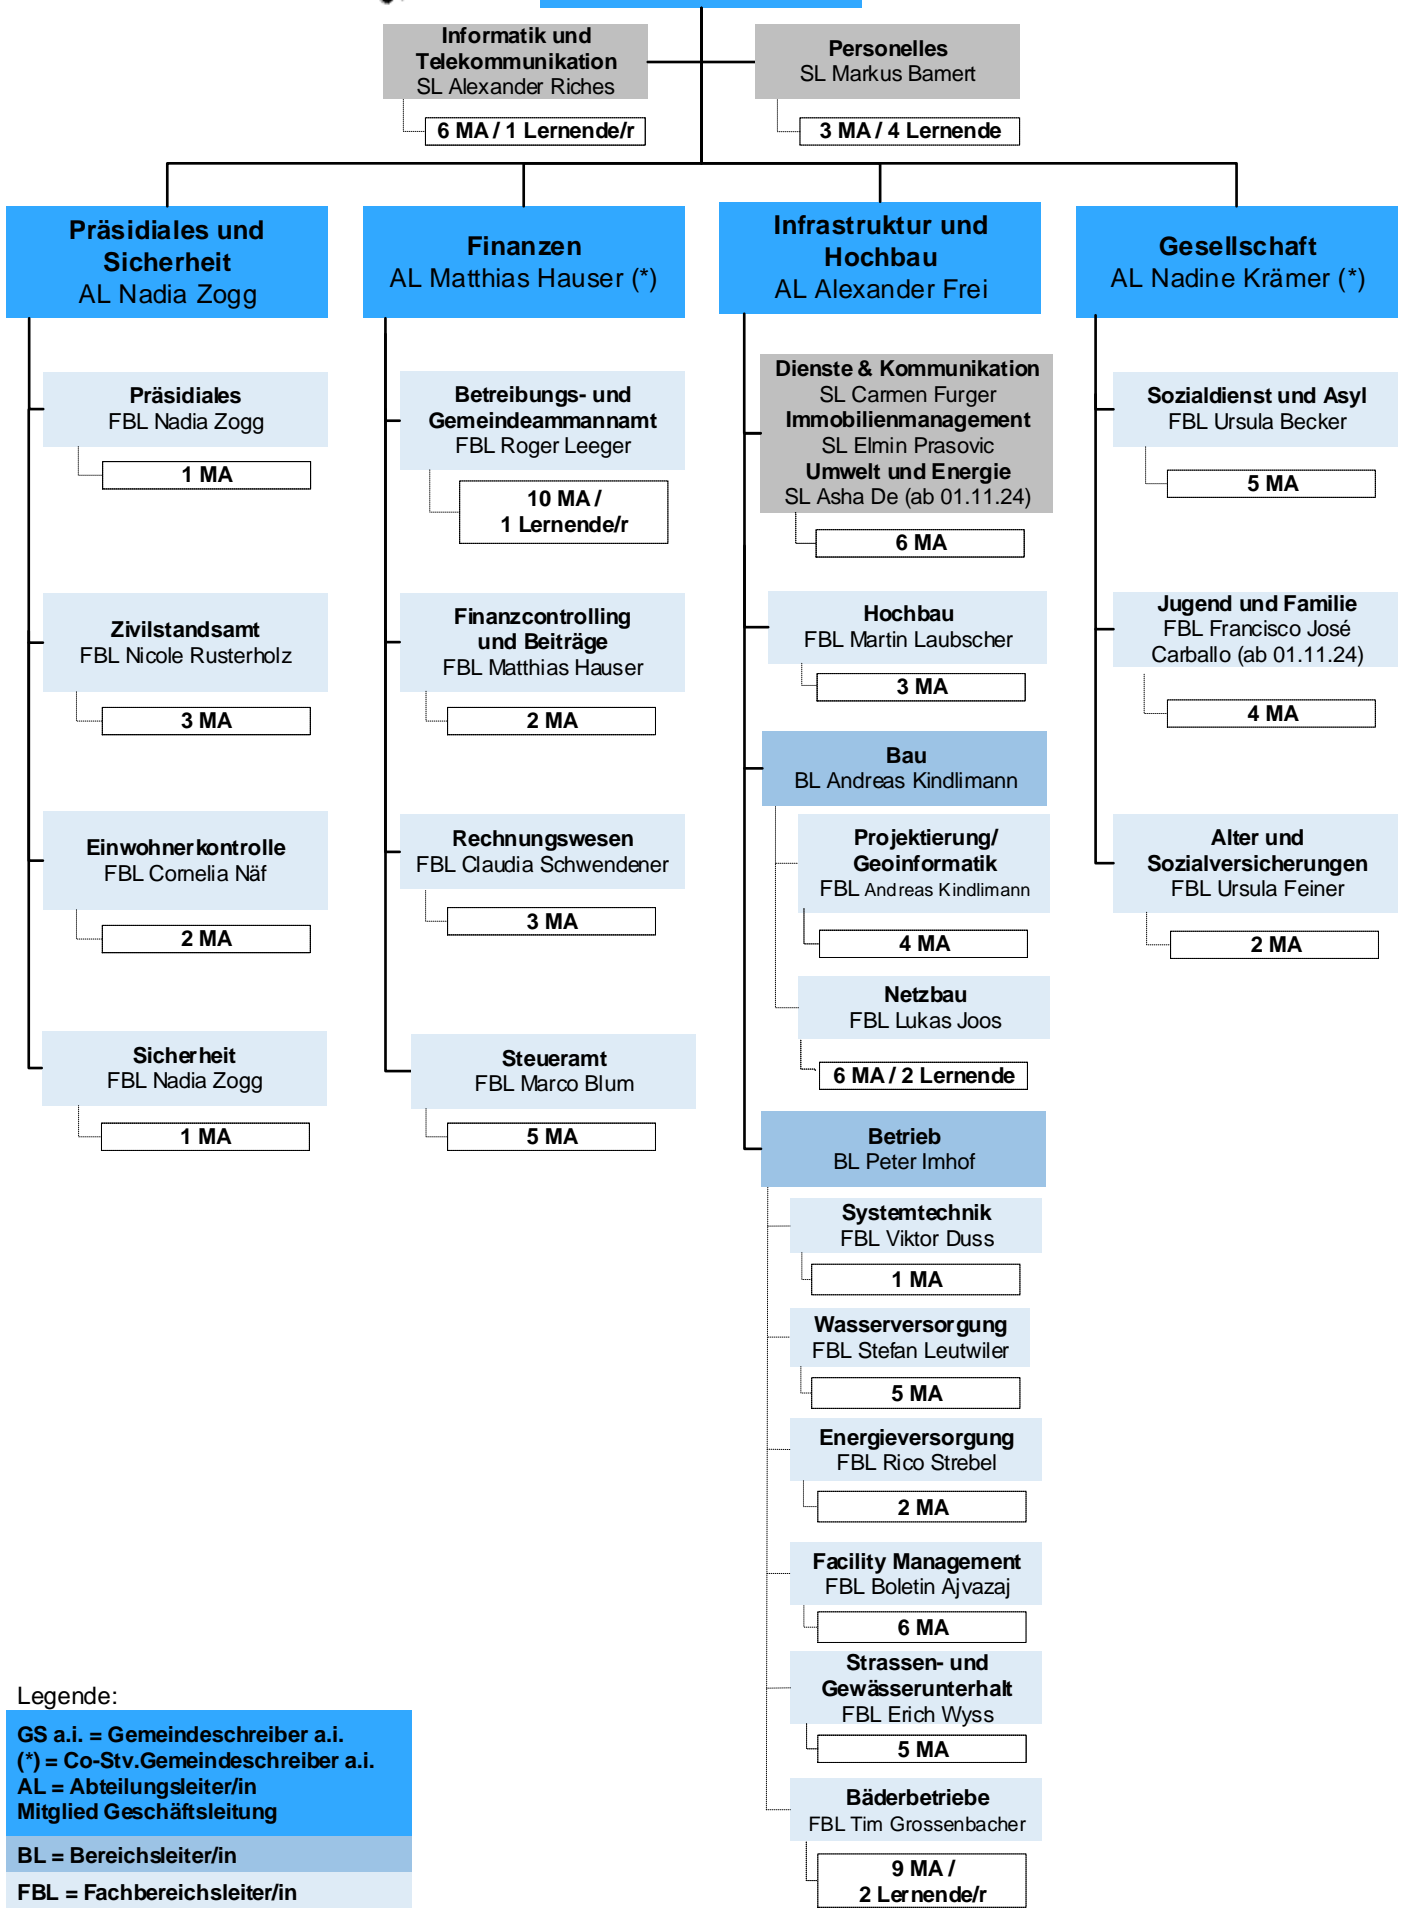 Informatik und
Telekommunikation
SL Alexander Riches
6 MA / 1 Lernende/r
Personelles
SL Markus Bamert
3 MA / 4 Lernende
Präsidiales und
Sicherheit
AL Nadia Zogg
Präsidiales
FBL Nadia Zogg
1 MA
Zivilstandsamt
FBL Nicole Rusterholz
3 MA
Einwohnerkontrolle
FBL Cornelia Näf
2 MA
Sicherheit
FBL Nadia Zogg
1 MA
Finanzen
AL Matthias Hauser (*)
Betreibungs- und
Gemeindeammannamt
FBL Roger Leeger
10 MA /
1 Lernende/r
Finanzcontrolling
und Beiträge
FBL Matthias Hauser
2 MA
Rechnungswesen
FBL Claudia Schwendener
3 MA
Steueramt
FBL Marco Blum
5 MA
Infrastruktur und
Hochbau
AL Alexander Frei
Dienste & Kommunikation
SL Carmen Furger
Immobilienmanagement
SL Elmin Prasovic
Umwelt und Energie
SL Asha De (ab 01.11.24)
6 MA
Hochbau
FBL Martin Laubscher
3 MA
Bau
BL Andreas Kindlimann
Projektierung/
Geoinformatik
FBL Andreas Kindlimann
4 MA
Netzbau
FBL Lukas Joos
6 MA / 2 Lernende
Betrieb
BL Peter Imhof
Systemtechnik
FBL Viktor Duss
1 MA
Wasserversorgung
FBL Stefan Leutwiler
5 MA
Energieversorgung
FBL Rico Strebel
2 MA
Facility Management
FBL Boletin Ajvazaj
6 MA
Strassen- und
Gewässerunterhalt
FBL Erich Wyss
5 MA
Bäderbetriebe
FBL Tim Grossenbacher
9 MA /
2 Lernende/r
Gesellschaft
AL Nadine Krämer (*)
Sozialdienst und Asyl
FBL Ursula Becker
5 MA
Jugend und Familie
FBL Francisco José
Carballo (ab 01.11.24)
4 MA
Alter und
Sozialversicherungen
FBL Ursula Feiner
2 MA
Legende:
GS a.i. = Gemeindeschreiber a.i.
(*) = Co-Stv.Gemeindeschreiber a.i.
AL = Abteilungsleiter/in
Mitglied Geschäftsleitung
BL = Bereichsleiter/in
FBL = Fachbereichsleiter/in